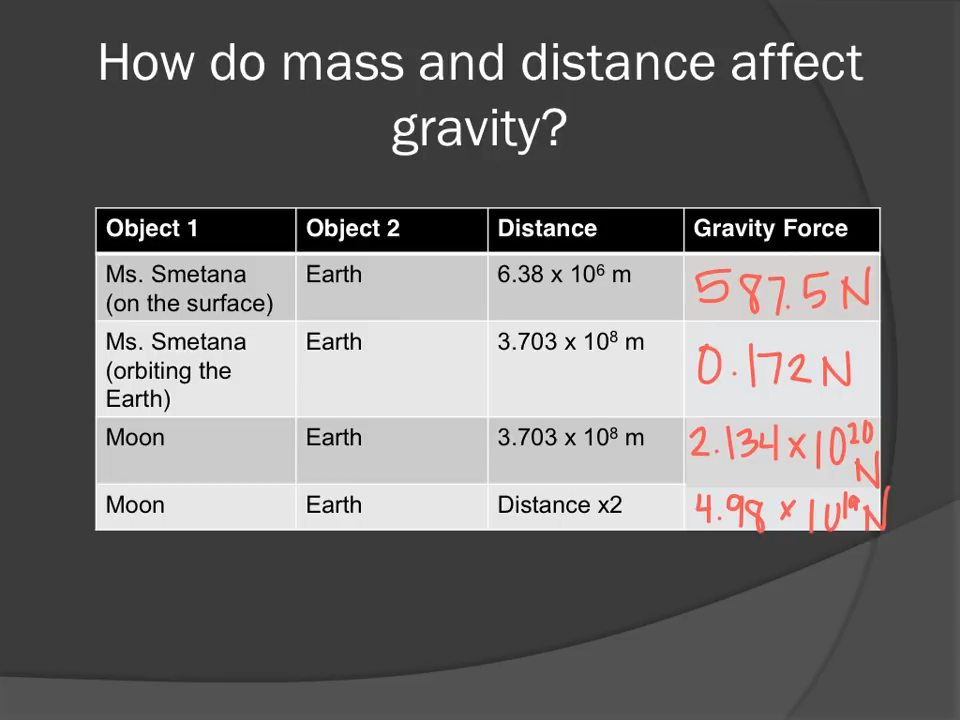 How do mass and distance affect
gravity?
Object 1 Object 2 Distance Gravity Force
Ms. Smetana
(on the surface) Earth 6.38 x 10⁶ m 587.5 N
Ms. Smetana
(orbiting the
Earth) Earth 3.703 x 10⁸ m 0.172 N
Moon Earth 3.703 x 10⁸ m 2.134 x 10²⁰
N
Moon Earth Distance x2 4.98 x 10¹⁹ N